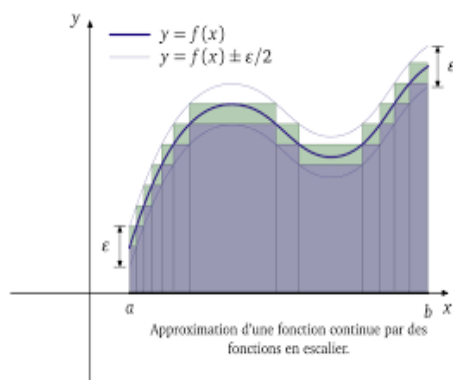 y
y = f(x)
y = f(x) ± ε/2
ε
ε
a
b
x
Approximation d'une fonction continue par des
fonctions en escalier.